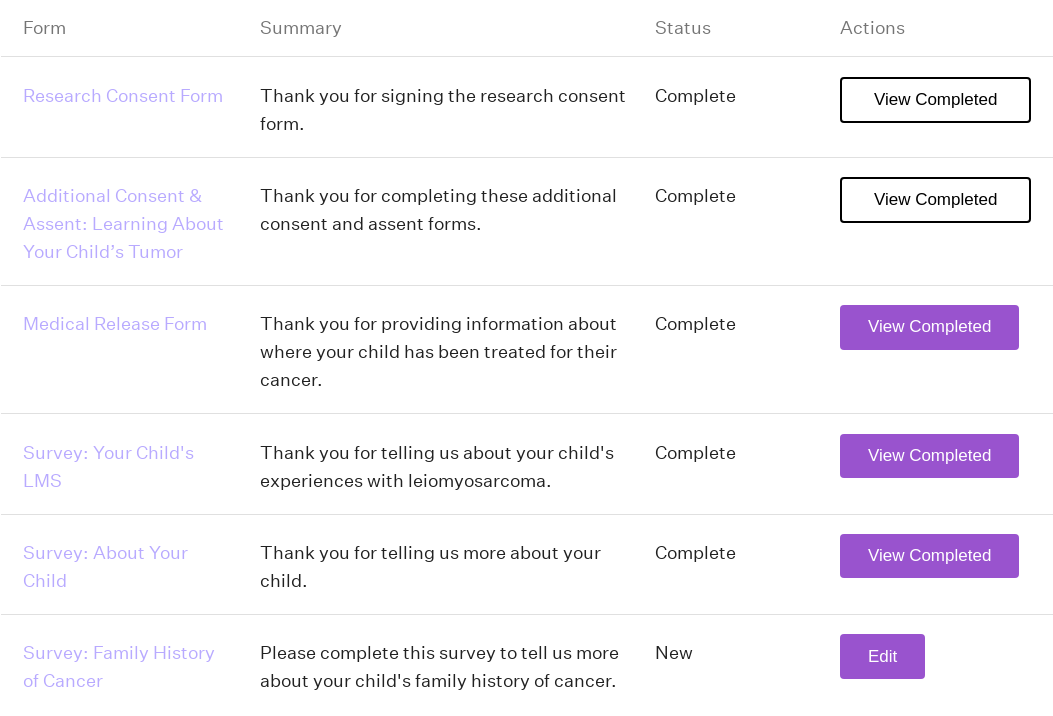 Form Summary Status Actions
Research Consent Form Thank you for signing the research consent Complete View Completed
form.
Additional Consent & Thank you for completing these additional Complete View Completed
Assent: Learning About consent and assent forms.
Your Child’s Tumor
Medical Release Form Thank you for providing information about Complete View Completed
where your child has been treated for their
cancer.
Survey: Your Child's Thank you for telling us about your child's Complete View Completed
LMS experiences with leiomyosarcoma.
Survey: About Your Thank you for telling us more about your Complete View Completed
Child child.
Survey: Family History Please complete this survey to tell us more New Edit
of Cancer about your child's family history of cancer.